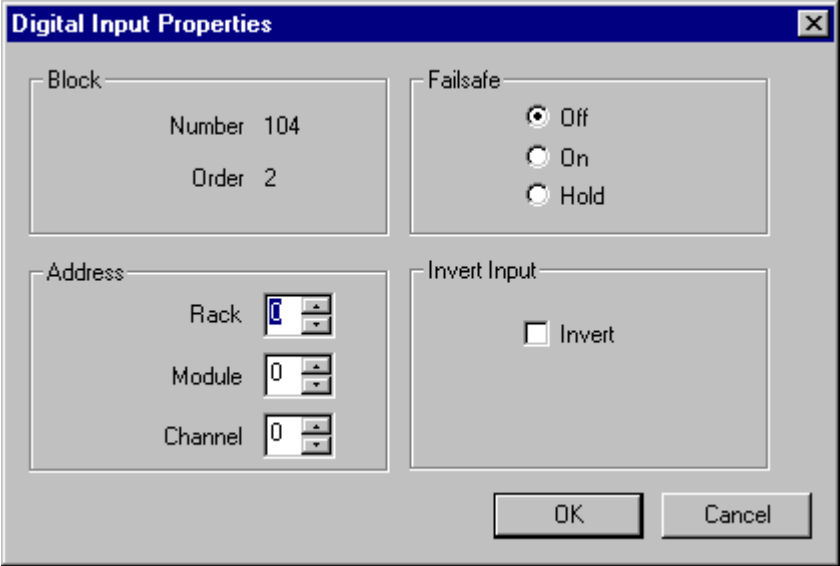 Digital Input Properties
Block
Number 104
Order 2
Failsafe
Off
On
Hold
Address
Rack 0
Module 0
Channel 0
Invert Input
Invert
OK
Cancel